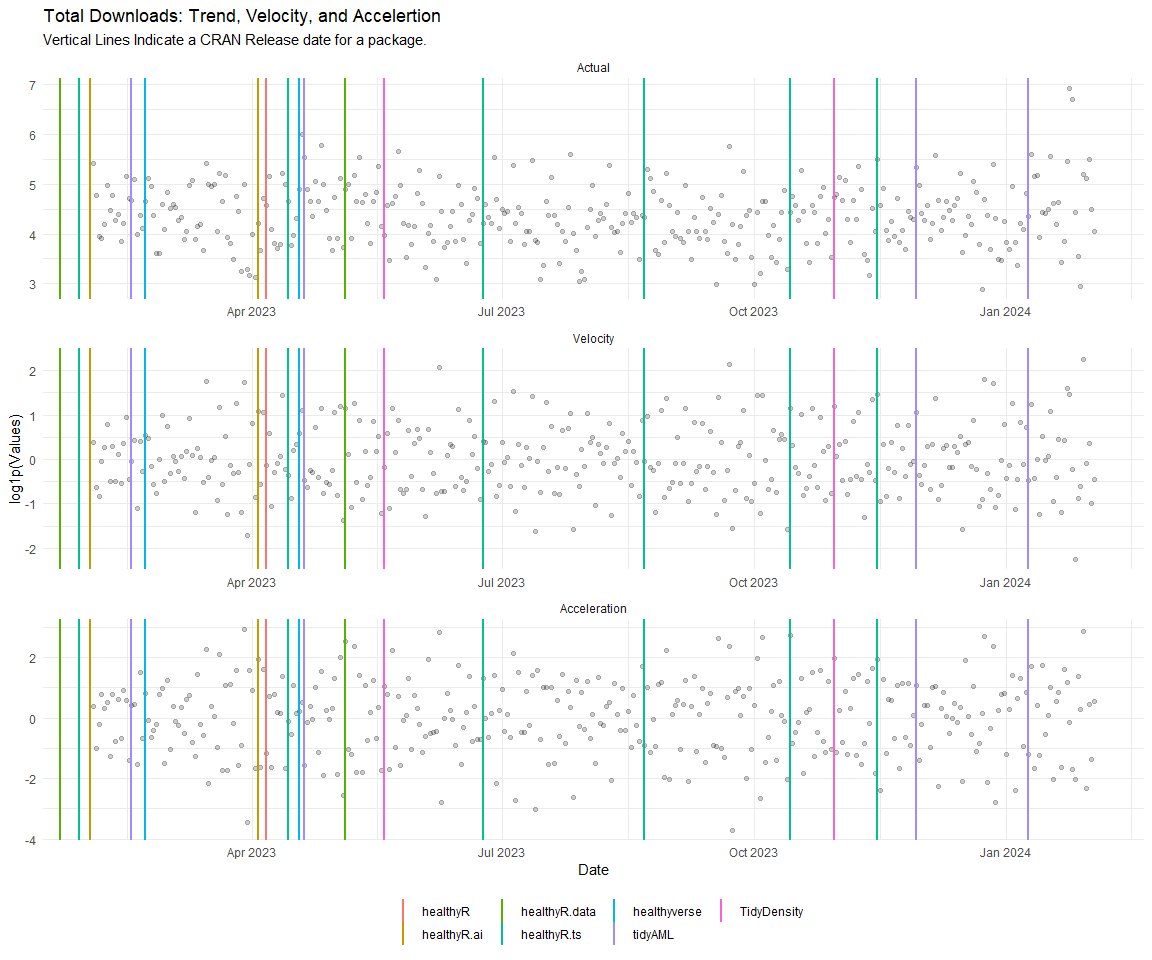 Total Downloads: Trend, Velocity, and Accelertion
Vertical Lines Indicate a CRAN Release date for a package.
Actual
7
6
5
4
3
Apr 2023 Jul 2023 Oct 2023 Jan 2024
Velocity
2
1
0
-1
-2
Apr 2023 Jul 2023 Oct 2023 Jan 2024
log1p(Values)
Acceleration
2
0
-2
-4
Apr 2023 Jul 2023 Oct 2023 Jan 2024
Date
healthyR healthyR.data healthyverse TidyDensity
healthyR.ai healthyR.ts tidyAML